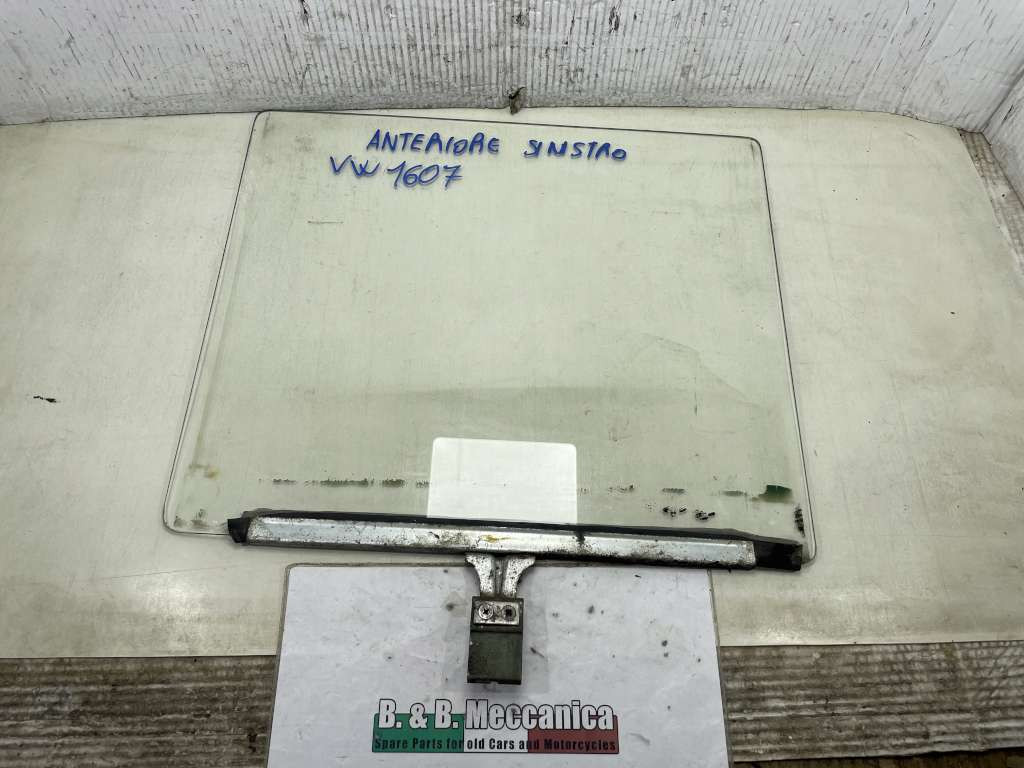 ANTERIORE SINSTRO
VW 1607
B. & B. Meccanica
Spare Parts for old Cars and Motorcycles